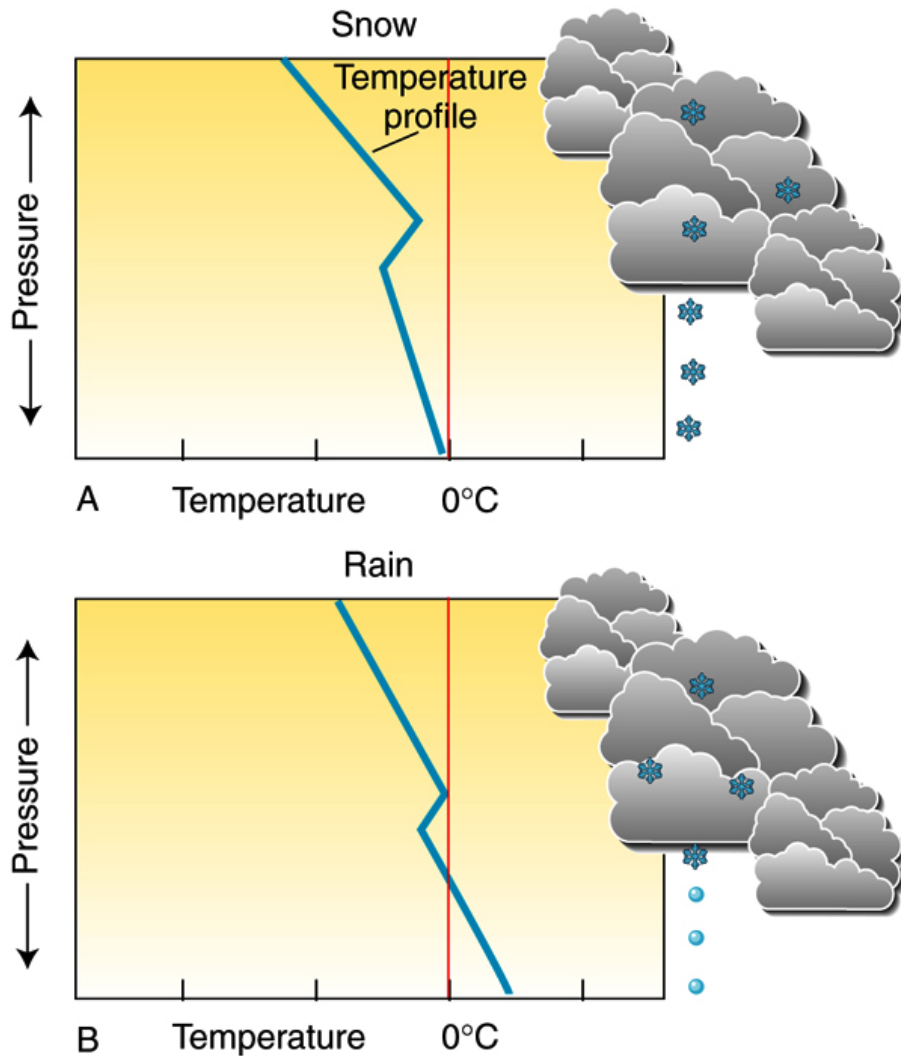 Snow
Temperature
profile
Pressure
A
Temperature
0°C
Rain
Pressure
B
Temperature
0°C